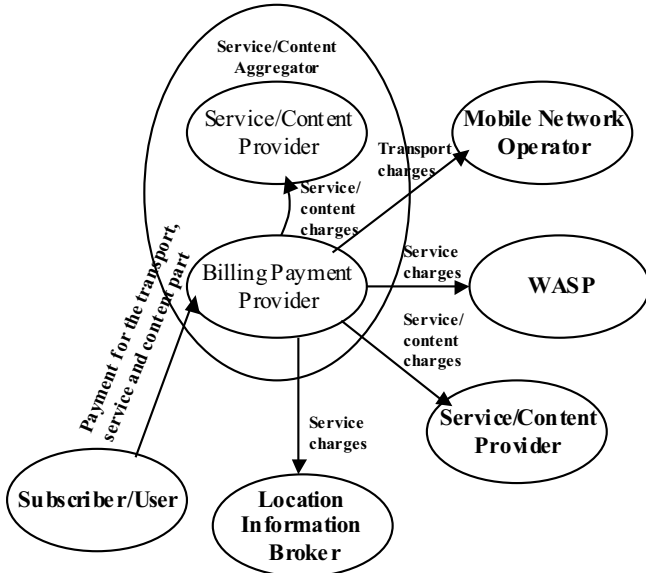 Service/Content
Aggregator
Service/Content
Provider
Mobile Network
Operator
Transport
charges
Service/
content
charges
Billing Payment
Provider
Service
charges
WASP
Service/
content
charges
Payment for the transport,
service and content part
Service/Content
Provider
Service
charges
Subscriber/User
Location
Information
Broker